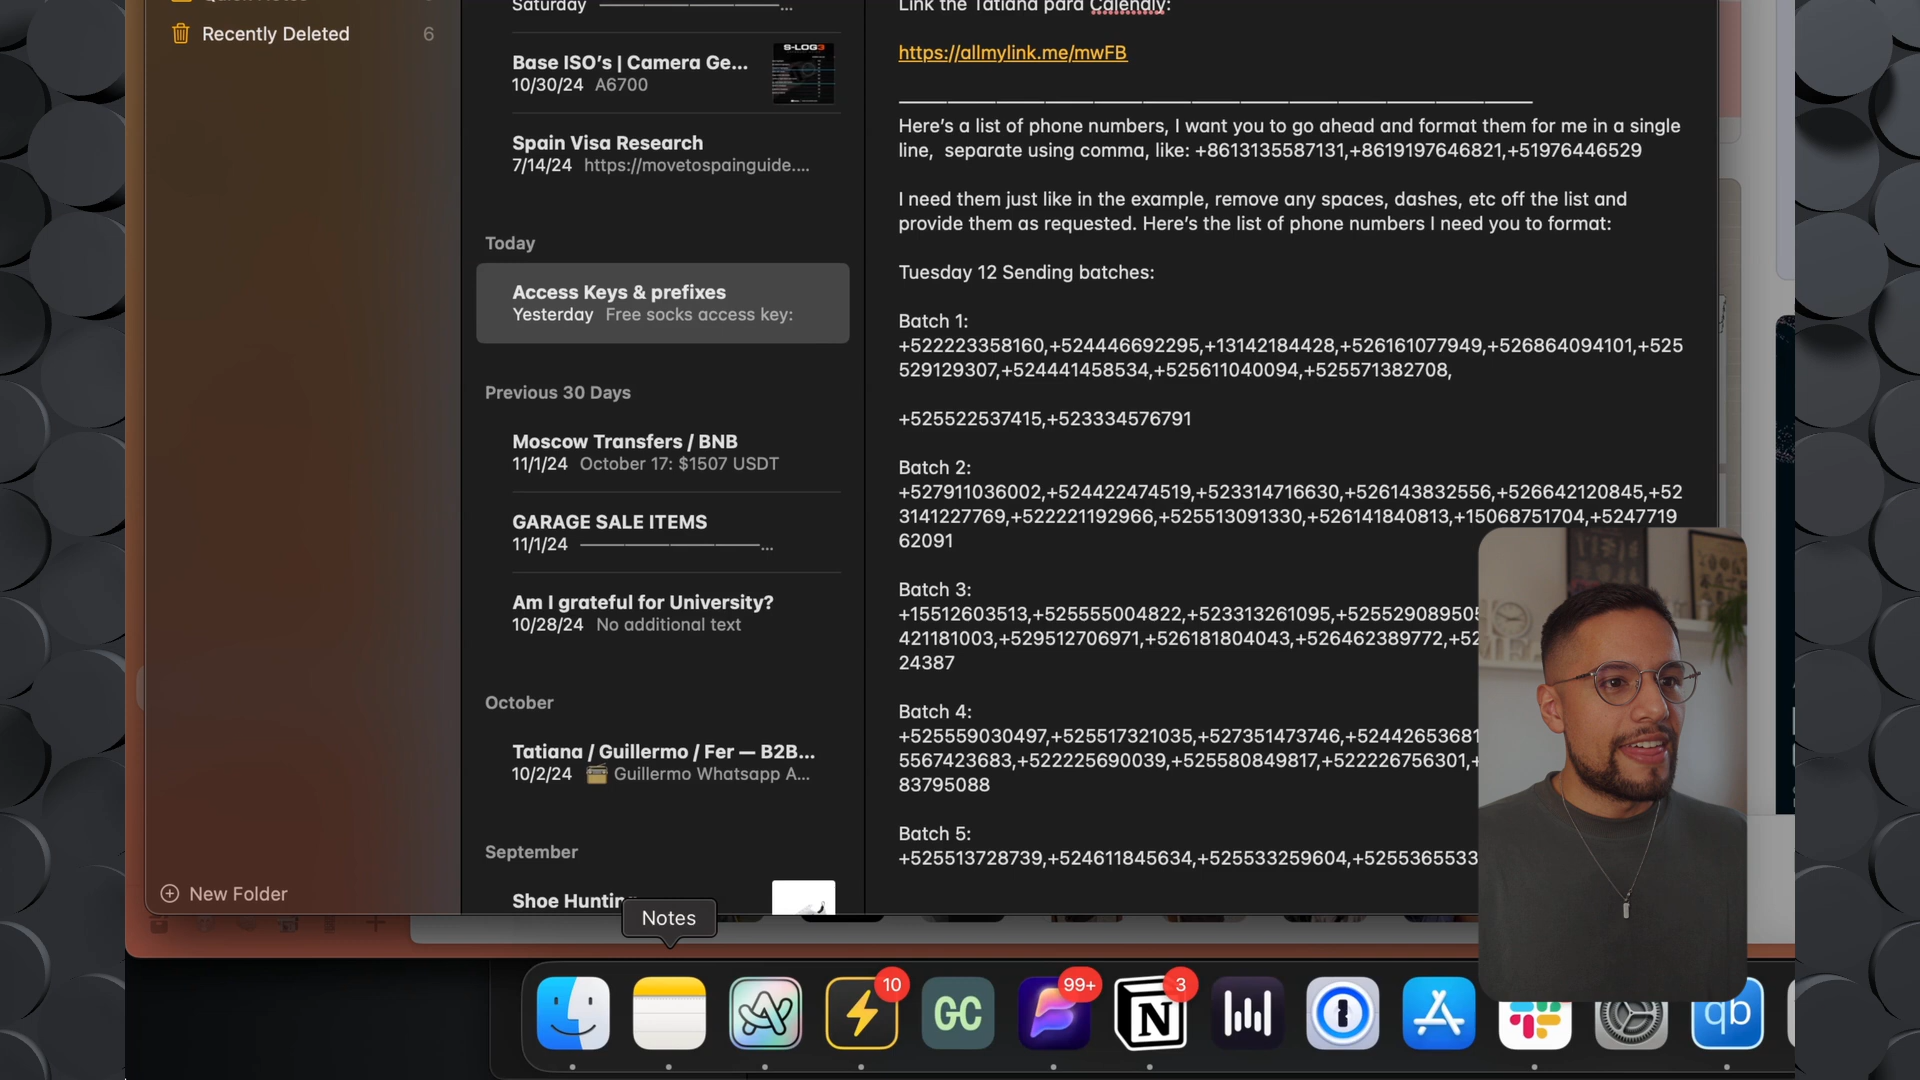 Recently Deleted 6
Saturday ————————————...
Base ISO’s | Camera Ge...
10/30/24 A6700
S-LOG3
Spain Visa Research
7/14/24 https://movetospainguide....
Today
Access Keys & prefixes
Yesterday Free socks access key:
Previous 30 Days
Moscow Transfers / BNB
11/1/24 October 17: $1507 USDT
GARAGE SALE ITEMS
11/1/24 ————————————...
Am I grateful for University?
10/28/24 No additional text
October
Tatiana / Guillermo / Fer — B2B...
10/2/24 Guillermo Whatsapp A...
September
Shoe Hunting
New Folder
Link the Tatiana para Calendly:
https://allmylink.me/mwFB
Here’s a list of phone numbers, I want you to go ahead and format them for me in a single
line, separate using comma, like: +8613135587131,+8619197646821,+51976446529
I need them just like in the example, remove any spaces, dashes, etc off the list and
provide them as requested. Here’s the list of phone numbers I need you to format:
Tuesday 12 Sending batches:
Batch 1:
+522223358160,+524446692295,+13142184428,+526161077949,+526864094101,+525
529129307,+524441458534,+525611040094,+525571382708,
+525522537415,+523334576791
Batch 2:
+527911036002,+524422474519,+523314716630,+526143832556,+526642120845,+52
3141227769,+522221192966,+525513091330,+526141840813,+15068751704,+5247719
62091
Batch 3:
+15512603513,+525555004822,+523313261095,+525529089505
421181003,+529512706971,+526181804043,+526462389772,+52
24387
Batch 4:
+525559030497,+525517321035,+527351473746,+52442653681
5567423683,+522225690039,+525580849817,+522226756301,+
83795088
Batch 5:
+525513728739,+524611845634,+525533259604,+5255365533
Notes
10
GC
99+
3
N
qb